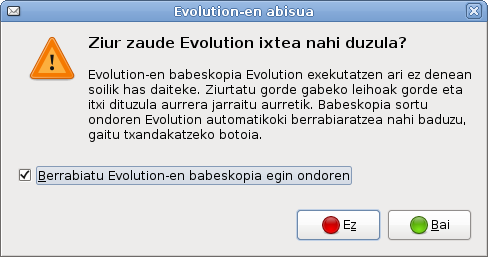 Evolution-en abisua
Ziur zaude Evolution ixtea nahi duzula?
Evolution-en babeskopia Evolution exekutatzen ari ez denean
soilik has daiteke. Ziurtatu gorde gabeko leihoak gorde eta
itxi dituzula aurrera jarraitu aurretik. Babeskopia sortu
ondoren Evolution automatikoki berrabiaratzea nahi baduzu,
gaitu txandakatzeko botoia.
Berrabiatu Evolution-en babeskopia egin ondoren
Ez
Bai